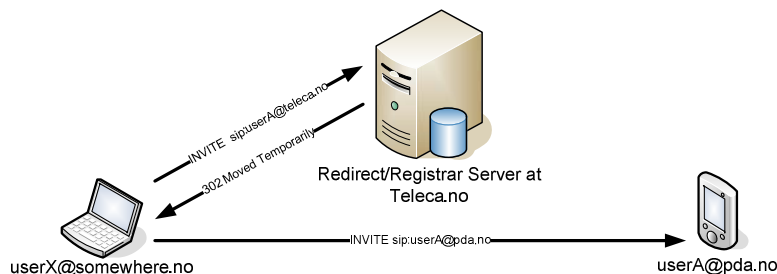 INVITE sip:userA@teleca.no
302 Moved Temporarily
Redirect/Registrar Server at
Teleca.no
INVITE sip:userA@pda.no
userX@somewhere.no
userA@pda.no